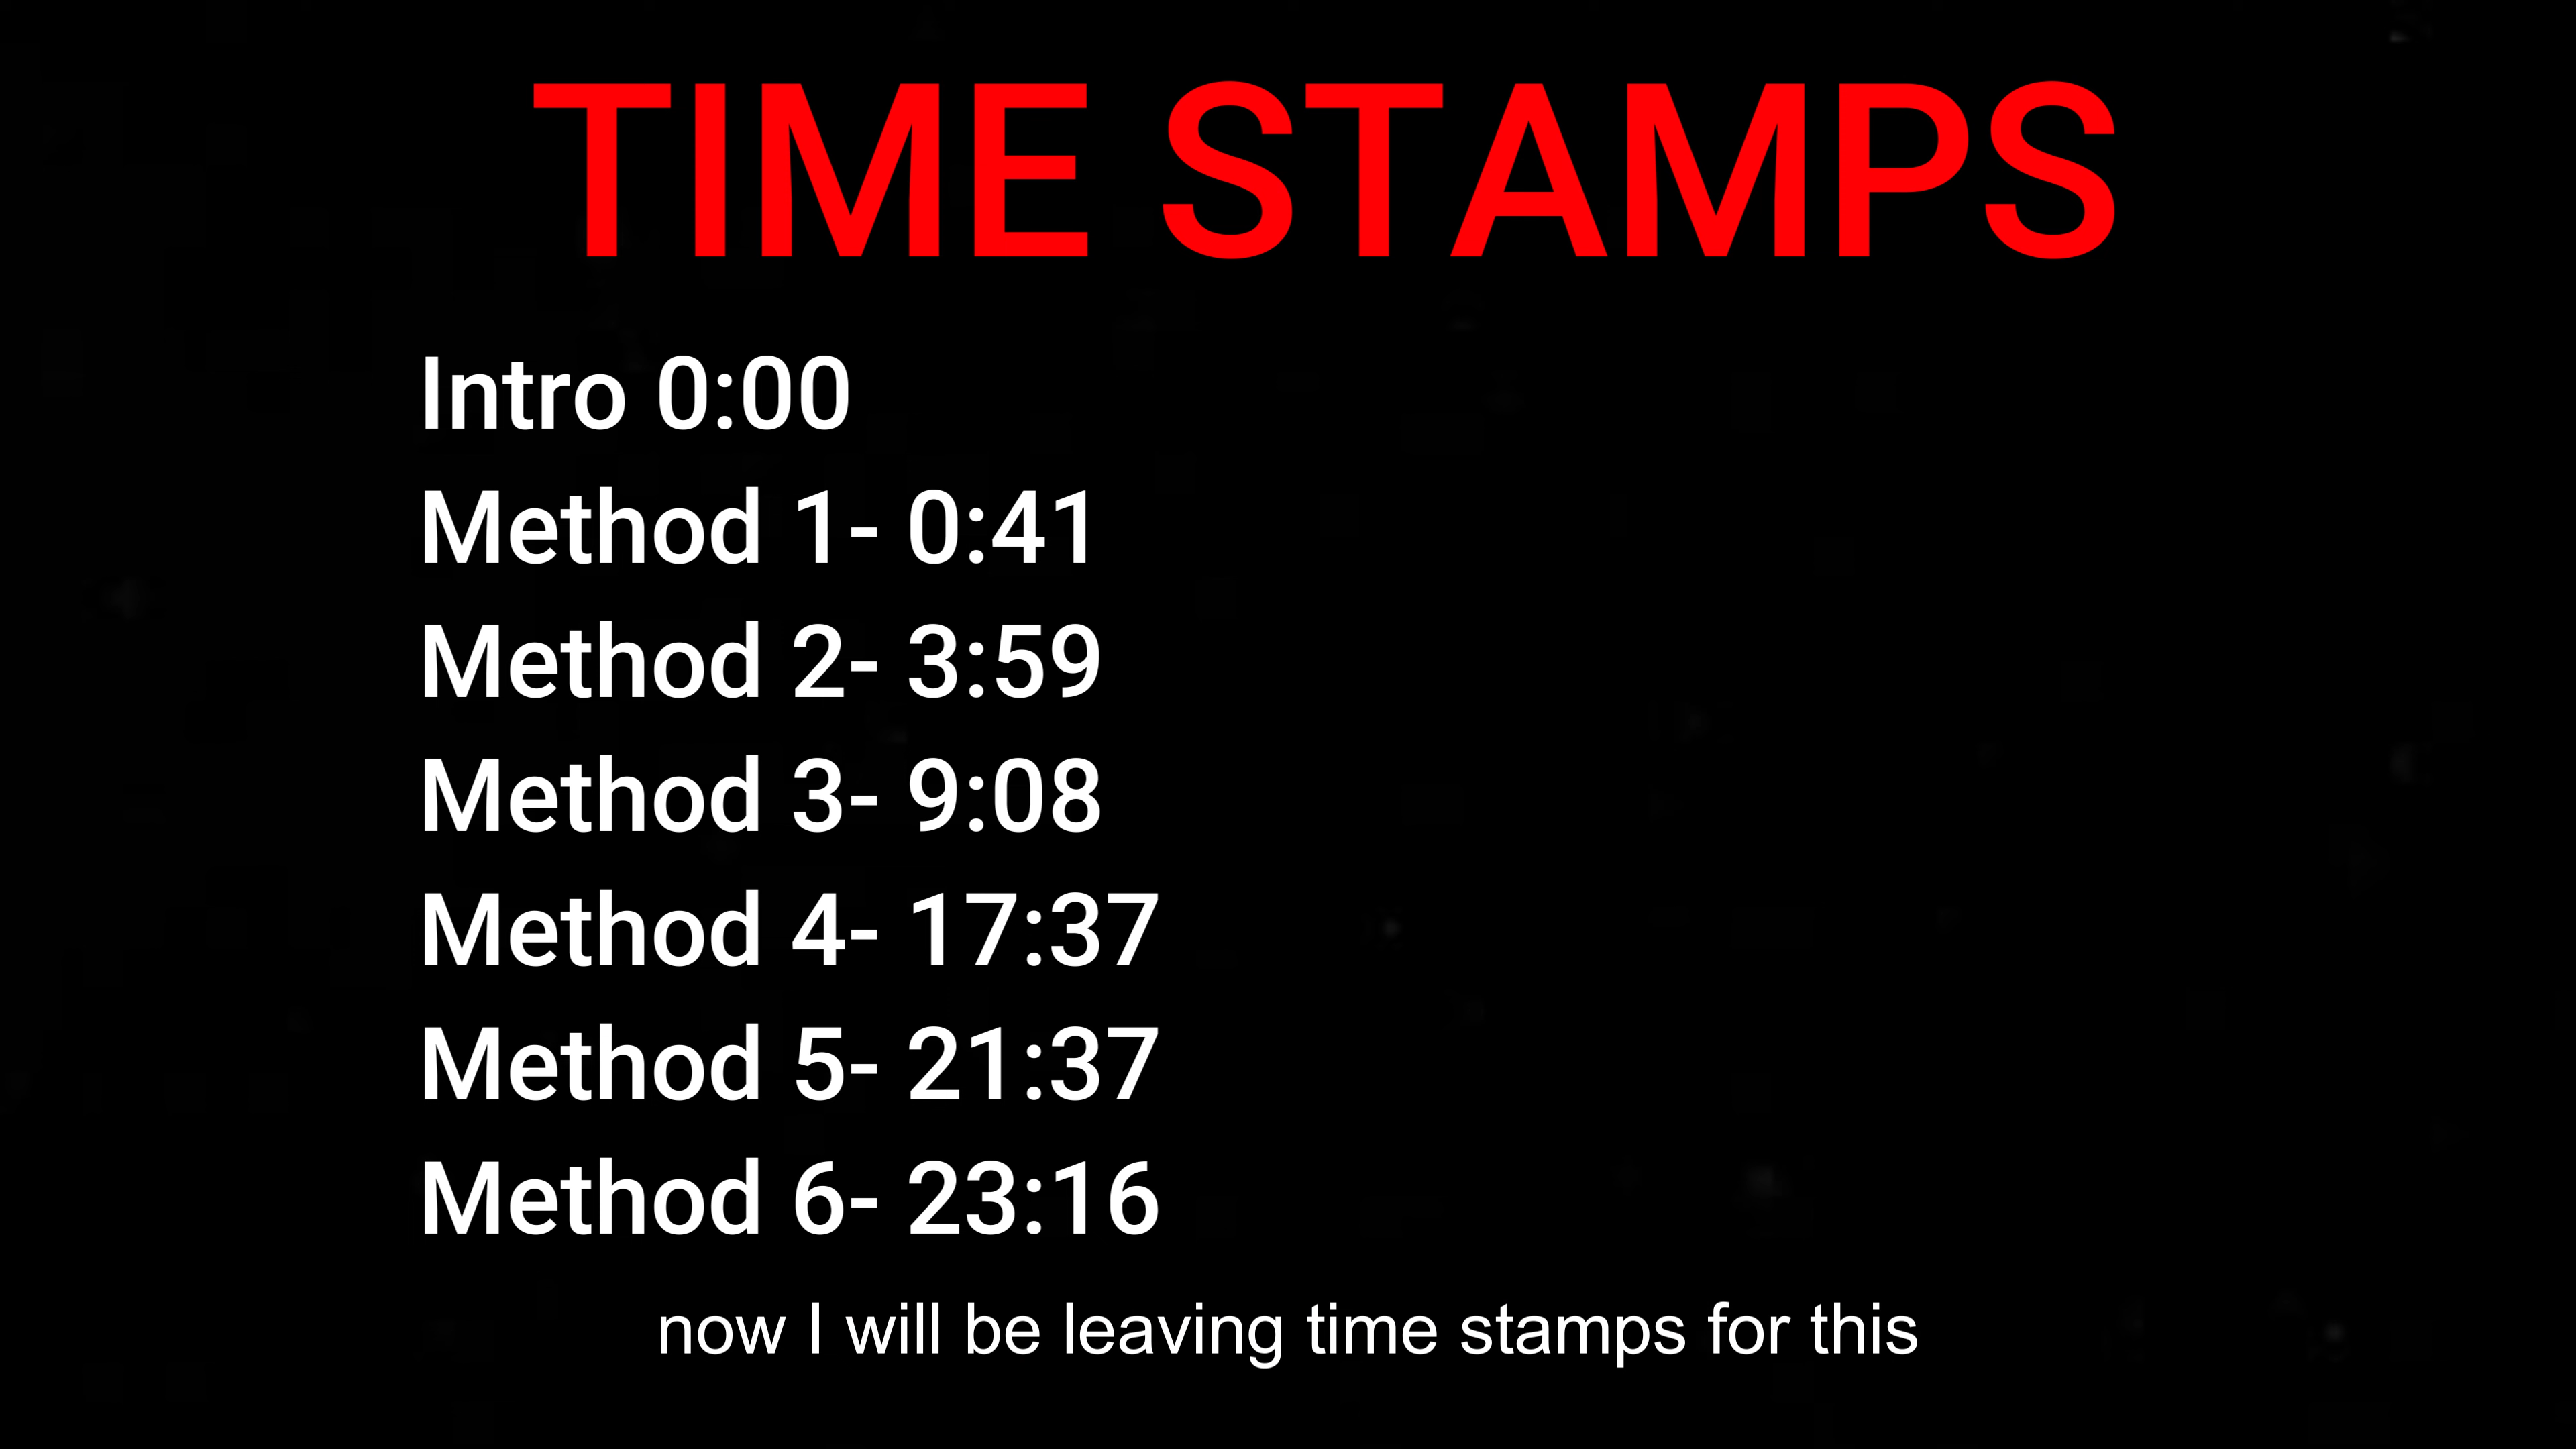 TIME STAMPS
Intro 0:00
Method 1- 0:41
Method 2- 3:59
Method 3- 9:08
Method 4- 17:37
Method 5- 21:37
Method 6- 23:16
now I will be leaving time stamps for this